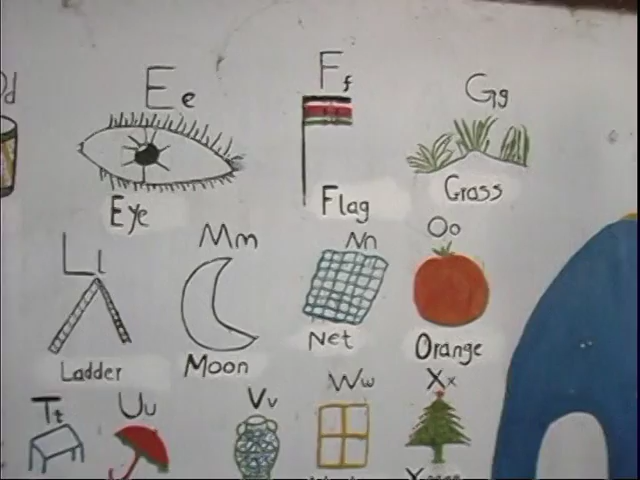 d
Ee
Ff
Gg
Eye
Flag
Grass
Ll
Mm
Nn
Oo
Ladder
Moon
Net
Orange
Tt
Uu
Vv
Ww
Xx